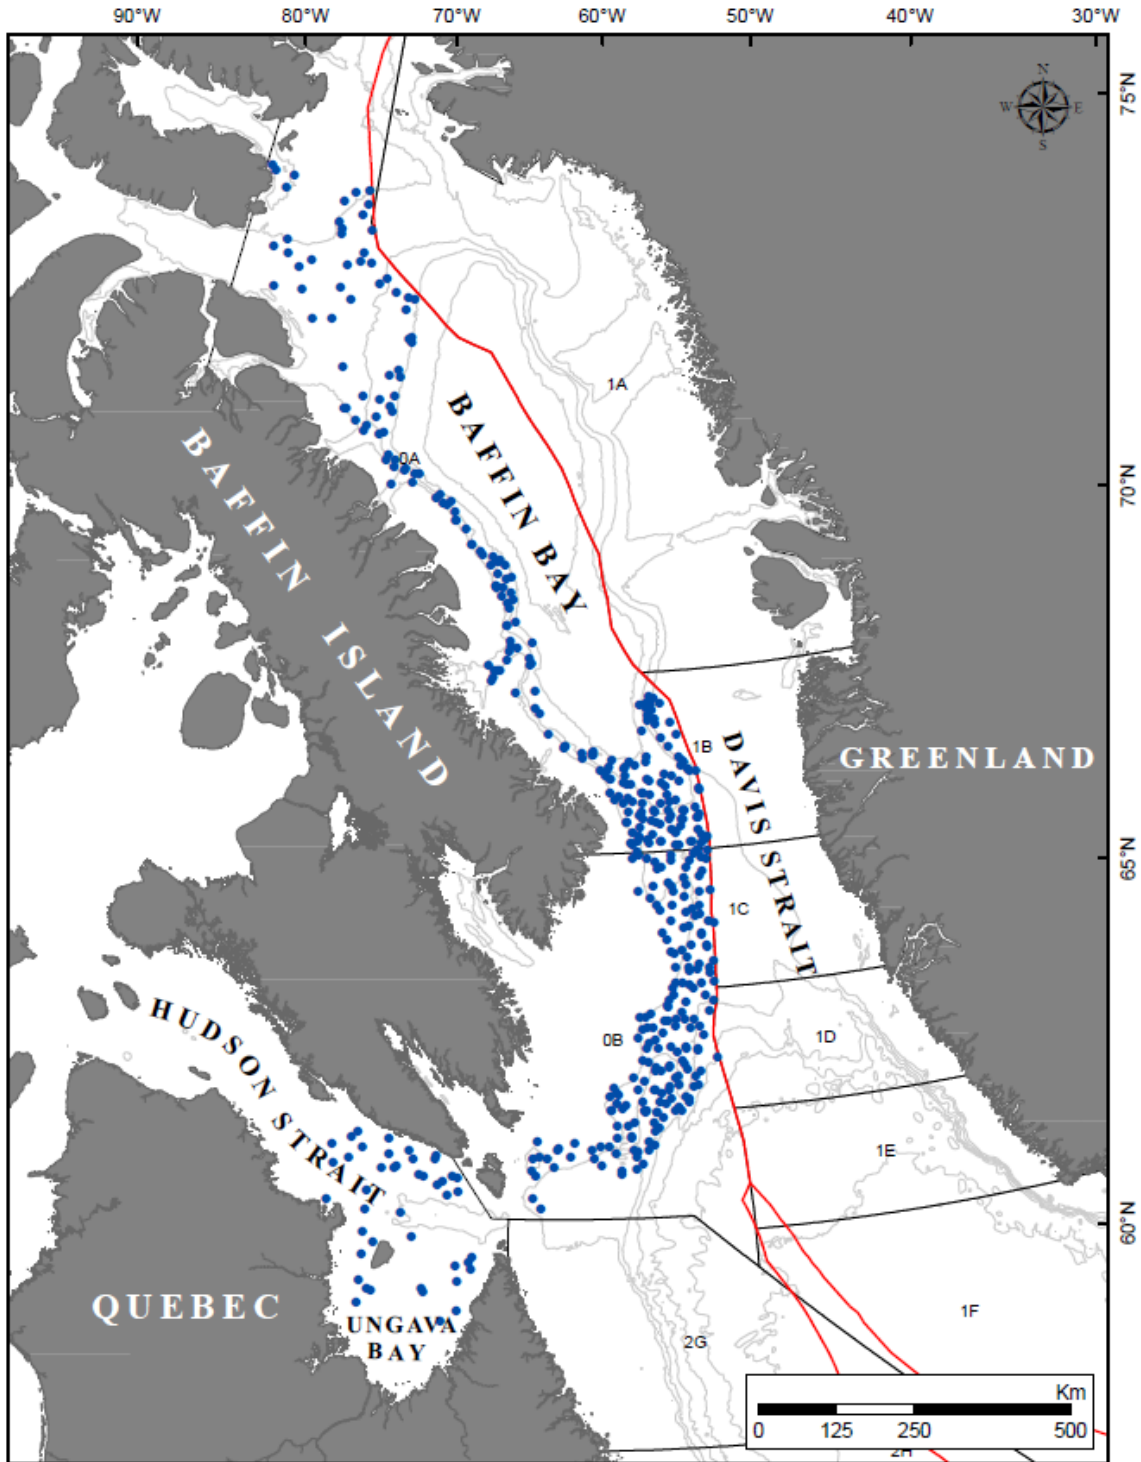 90°W 80°W 70°W 60°W 50°W 40°W 30°W
N
W E
S
75°N
1A
BAFFIN BAY
0A
70°N
BAFFIN ISLAND
1B
DAVIS STRAIT
GREENLAND
65°N
1C
HUDSON STRAIT
0B
1D
1E
60°N
QUEBEC
UNGAVA
BAY
1F
2G
Km
0 125 250 500
2H